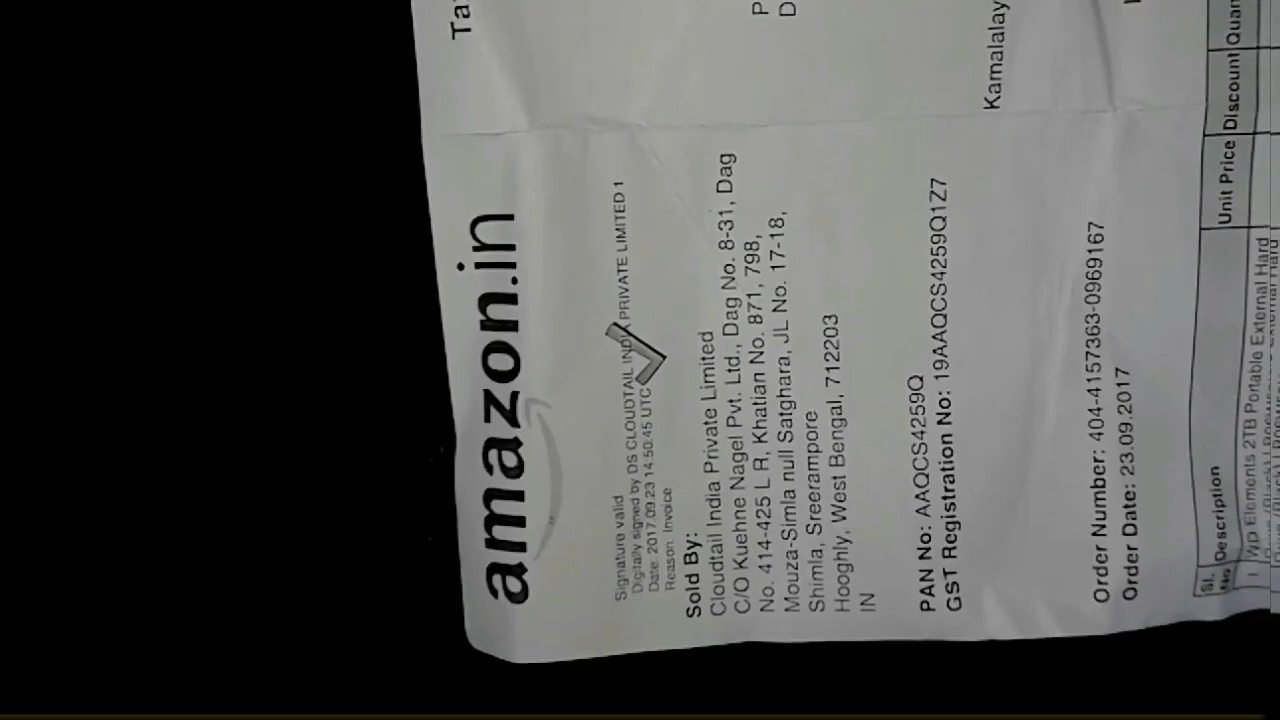 amazon.in
Ta
Signature valid
Digitally signed by DS CLOUDTAIL INDIA PRIVATE LIMITED 1
Date: 2017.09.23 14:50:45 UTC
Reason: Invoice
Sold By:
Cloudtail India Private Limited
C/O Kuehne Nagel Pvt. Ltd., Dag No. 8-31, Dag
No. 414-425 L R, Khatian No. 871, 798,
Mouza-Simla null Satghara, JL No. 17-18,
Shimla, Sreerampore
Hooghly, West Bengal, 712203
IN
P
D
PAN No: AAQCS4259Q
GST Registration No: 19AAQCS4259Q1Z7
Kamalalay
Order Number: 404-4157363-0969167
Order Date: 23.09.2017
Sl. No Description Unit Price Discount Quan
1 WD Elements 2TB Portable External Hard